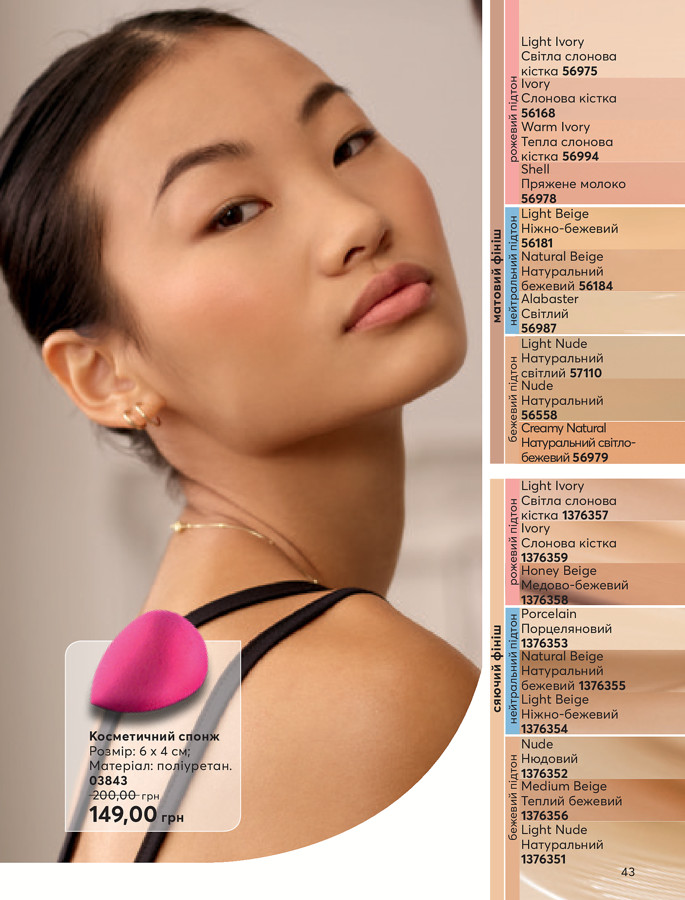 матовий фініш
рожевий підтон
Light Ivory
Світла слонова
кістка 56975
Ivory
Слонова кістка
56168
Warm Ivory
Тепла слонова
кістка 56994
Shell
Пряжене молоко
56978
нейтральний підтон
Light Beige
Ніжно-бежевий
56181
Natural Beige
Натуральний
бежевий 56184
Alabaster
Світлий
56987
бежевий підтон
Light Nude
Натуральний
світлий 57110
Nude
Натуральний
56558
Creamy Natural
Натуральний світло-
бежевий 56979
сяючий фініш
рожевий підтон
Light Ivory
Світла слонова
кістка 1376357
Ivory
Слонова кістка
1376359
Honey Beige
Медово-бежевий
1376358
нейтральний підтон
Porcelain
Порцеляновий
1376353
Natural Beige
Натуральний
бежевий 1376355
Light Beige
Ніжно-бежевий
1376354
бежевий підтон
Nude
Нюдовий
1376352
Medium Beige
Теплий бежевий
1376356
Light Nude
Натуральний
1376351
Косметичний спонж
Розмір: 6 х 4 см;
Матеріал: поліуретан.
03843
200,00 грн
149,00 грн
43